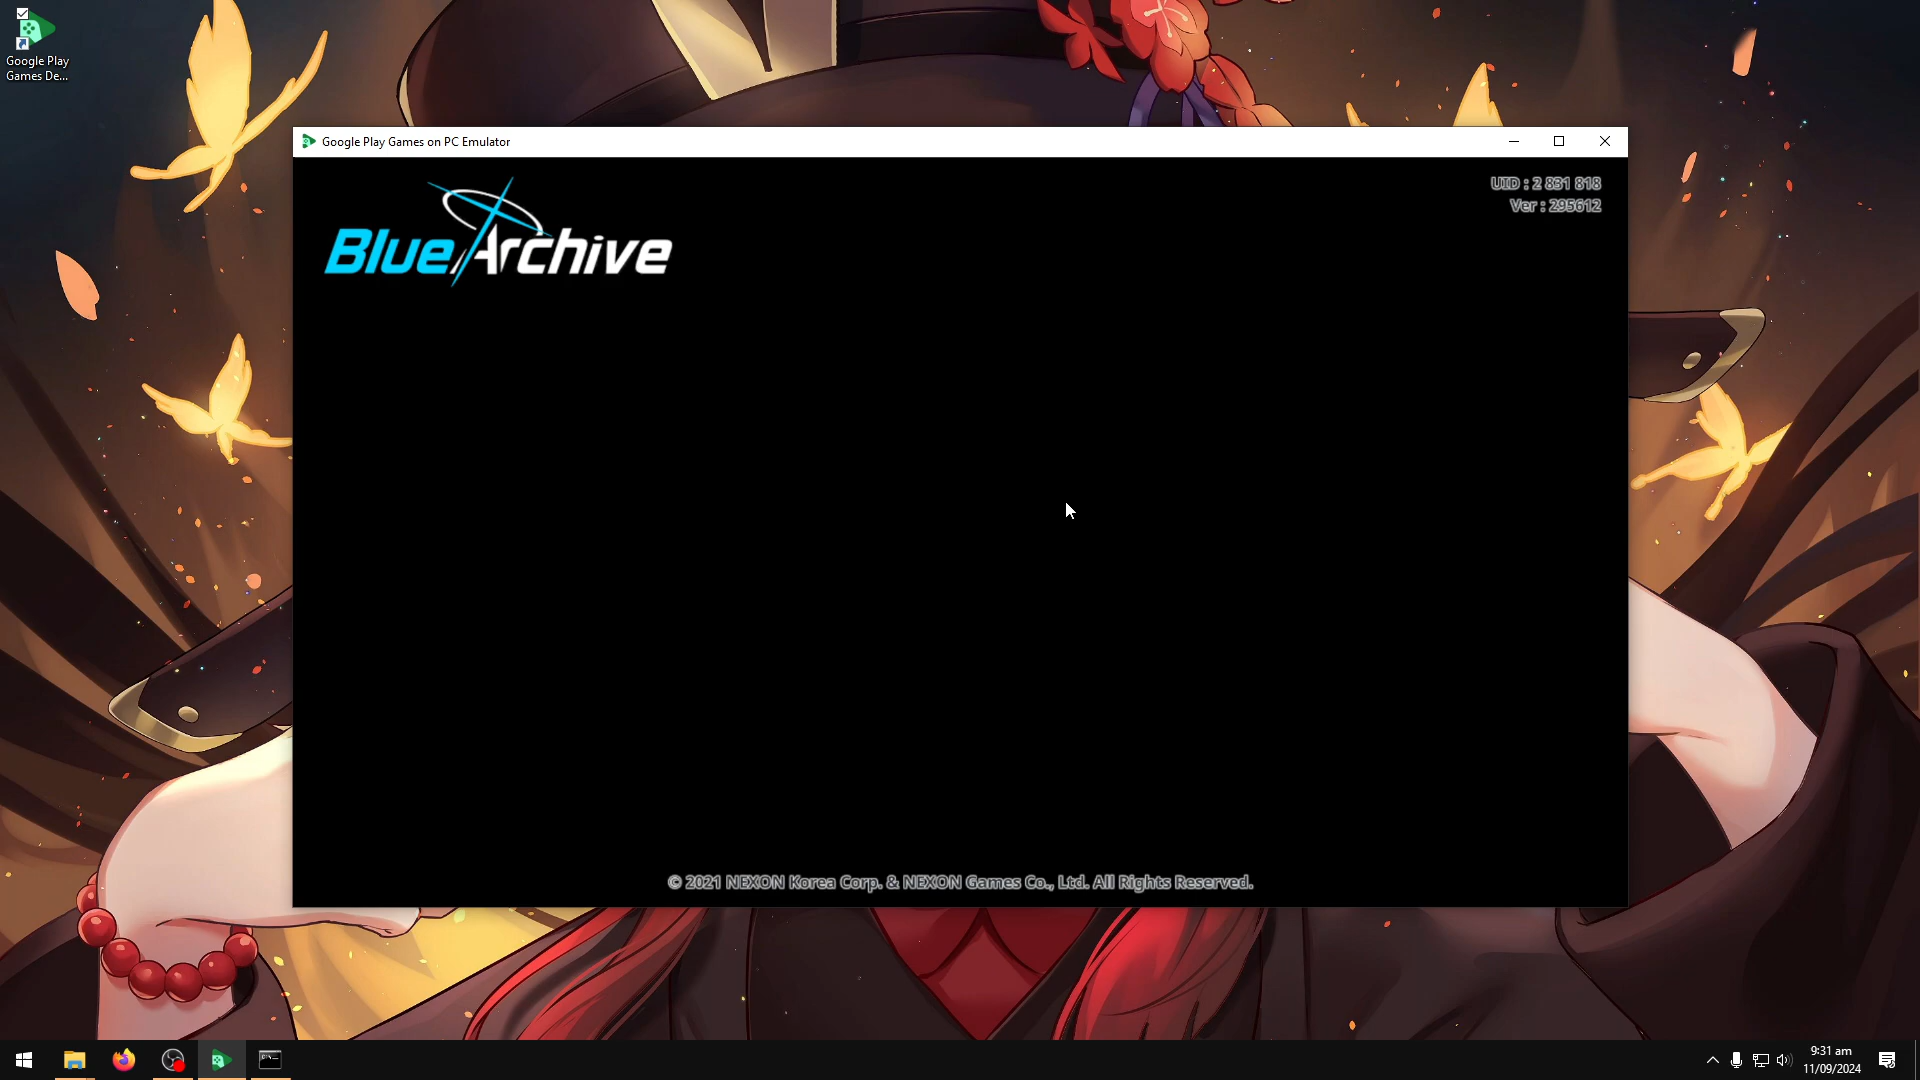 Google Play
Games De...
Google Play Games on PC Emulator
Blue Archive
UID : 2 831 818
Ver : 295612
© 2021 NEXON Korea Corp. & NEXON Games Co., Ltd. All Rights Reserved.
9:31 am
11/09/2024